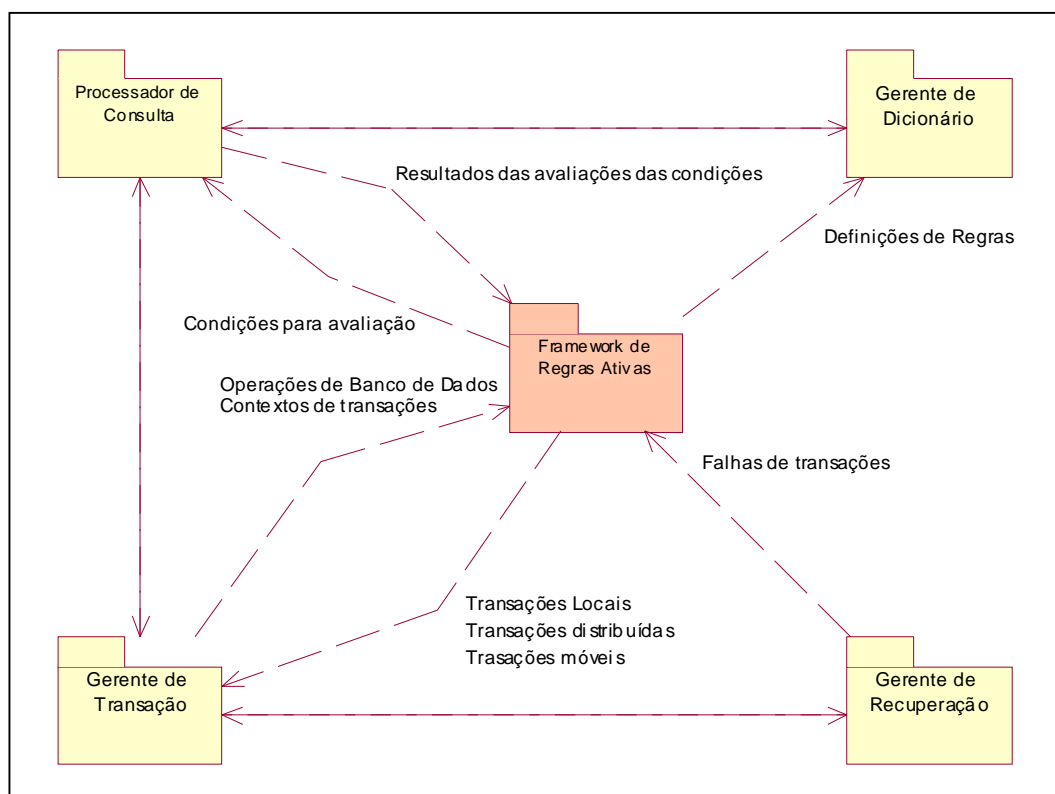 Processador de
Consulta
Gerente de
Dicionário
Resultados das avaliações das condições
Definições de Regras
Condições para avaliação
Framework de
Regras Ativas
Operações de Banco de Dados
Contextos de transações
Falhas de transações
Transações Locais
Transações distribuídas
Trasações móveis
Gerente de
Transação
Gerente de
Recuperação